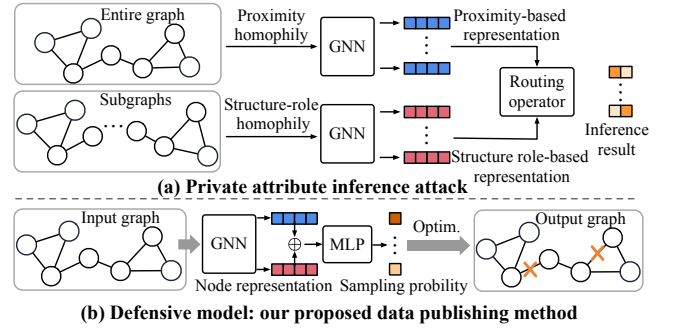 Entire graph
Proximity
homophily
GNN
Proximity-based
representation
Routing
operator
Subgraphs
Structure-role
homophily
GNN
Structure role-based
representation
Inference
result
(a) Private attribute inference attack
Input graph
GNN
Node representation
MLP
Sampling probility
Optim.
Output graph
(b) Defensive model: our proposed data publishing method